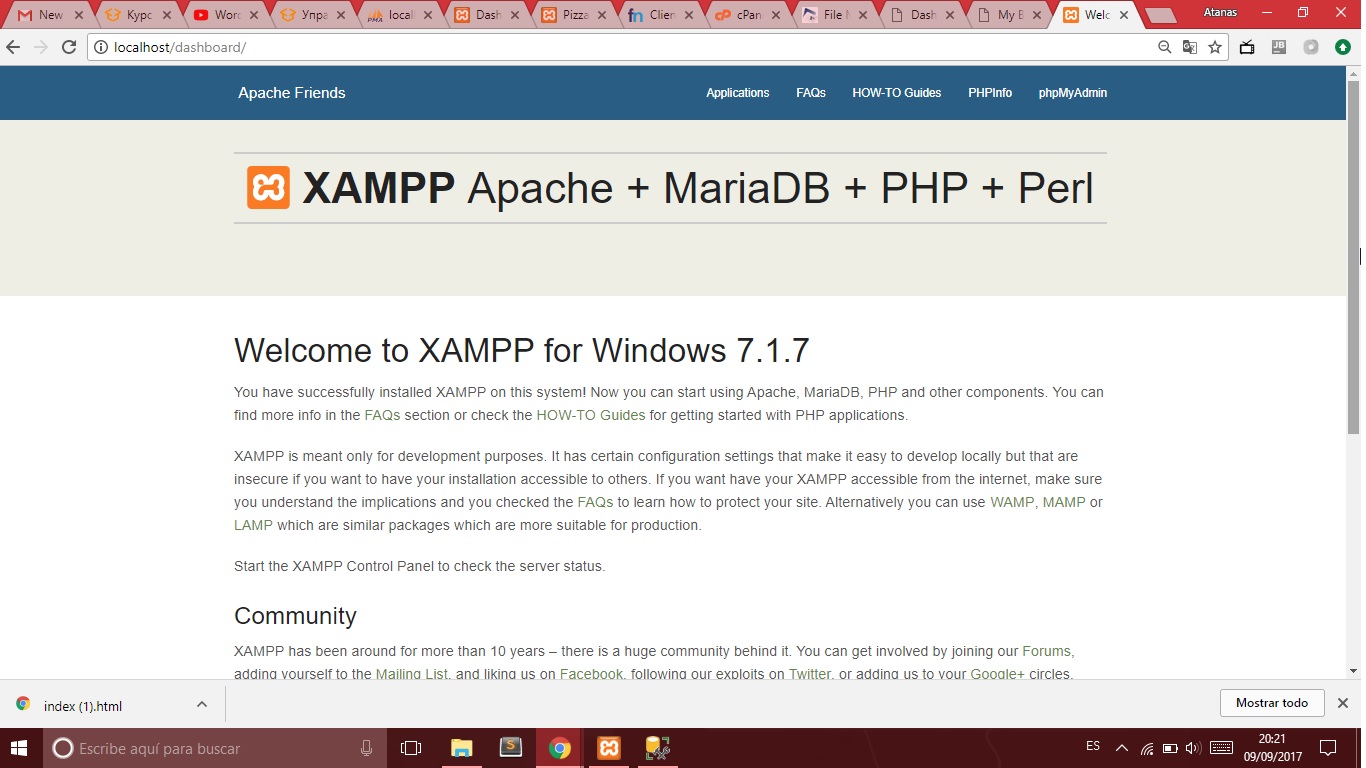 New
Курс
Word
Упра
locali
Dash
Pizza
Clien
cPan
File M
Dash
My B
Welc
Atanas
localhost/dashboard/
Apache Friends
Applications
FAQs
HOW-TO Guides
PHPInfo
phpMyAdmin
XAMPP Apache + MariaDB + PHP + Perl
Welcome to XAMPP for Windows 7.1.7
You have successfully installed XAMPP on this system! Now you can start using Apache, MariaDB, PHP and other components. You can
find more info in the FAQs section or check the HOW-TO Guides for getting started with PHP applications.
XAMPP is meant only for development purposes. It has certain configuration settings that make it easy to develop locally but that are
insecure if you want to have your installation accessible to others. If you want have your XAMPP accessible from the internet, make sure
you understand the implications and you checked the FAQs to learn how to protect your site. Alternatively you can use WAMP, MAMP or
LAMP which are similar packages which are more suitable for production.
Start the XAMPP Control Panel to check the server status.
Community
XAMPP has been around for more than 10 years – there is a huge community behind it. You can get involved by joining our Forums,
adding yourself to the Mailing List, and liking us on Facebook, following our exploits on Twitter, or adding us to your Google+ circles.
index (1).html
Mostrar todo
Escribe aquí para buscar
ES
20:21
09/09/2017